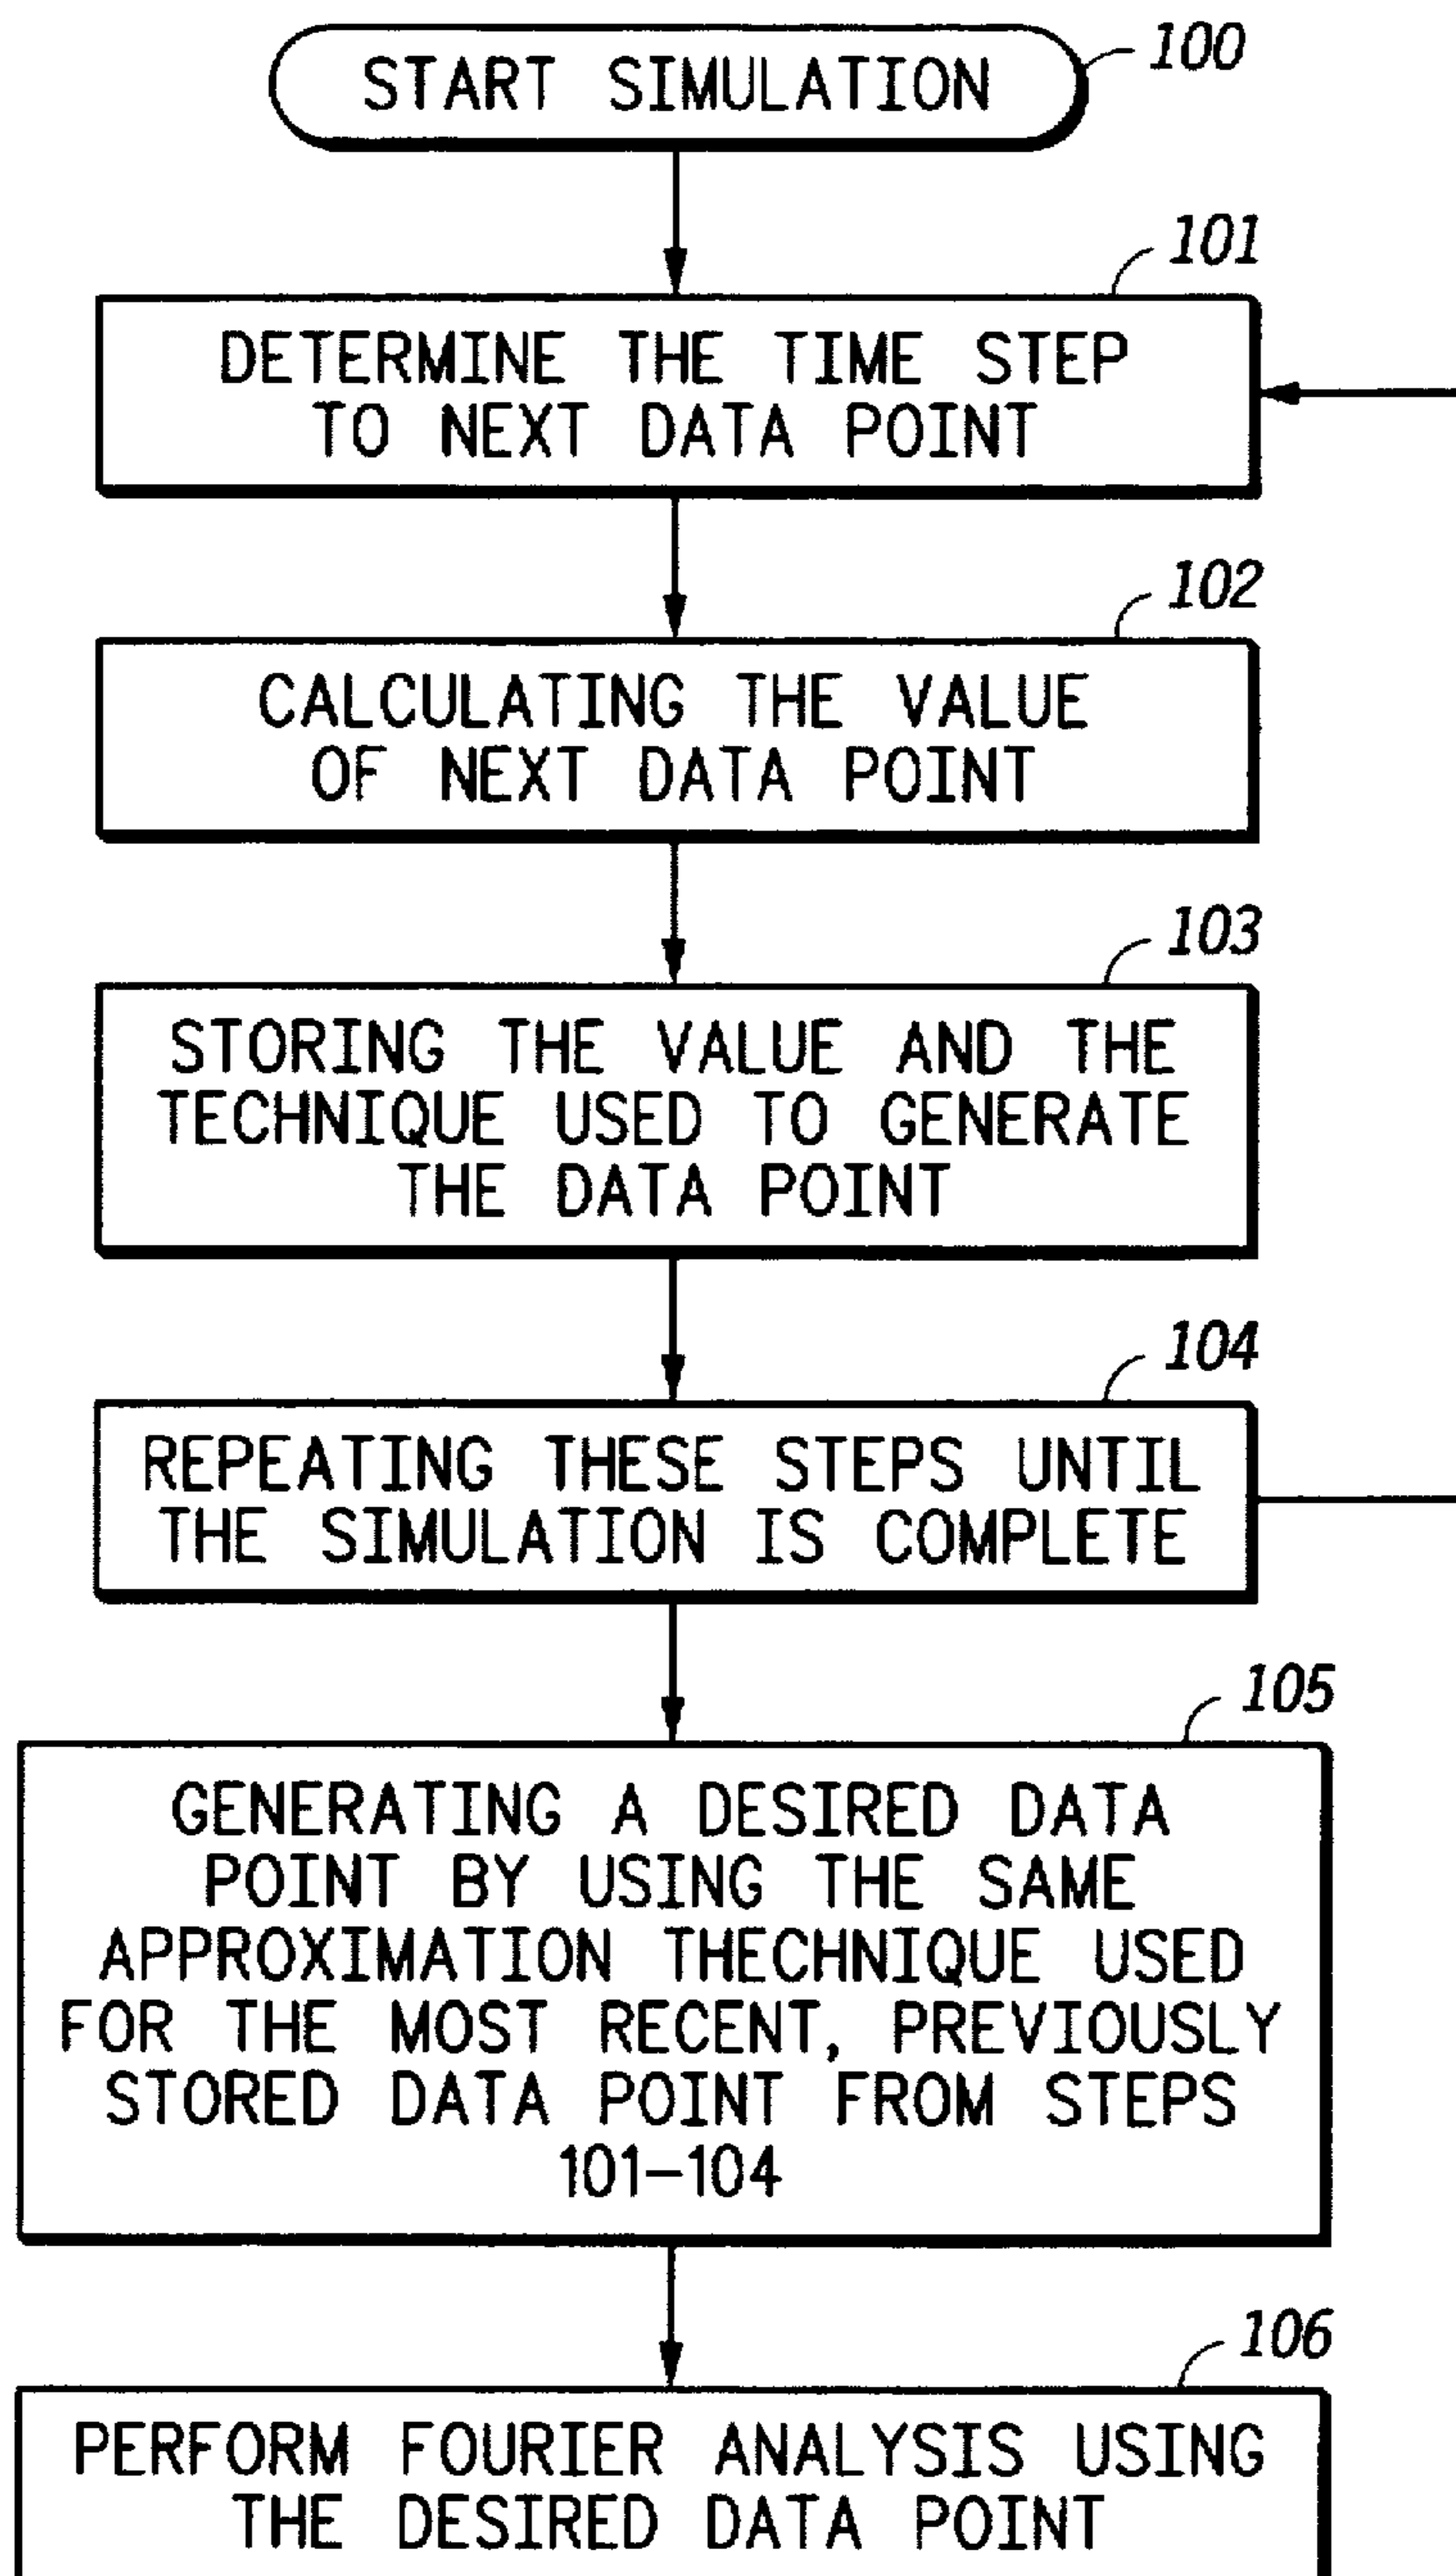 START SIMULATION
100
101
DETERMINE THE TIME STEP
TO NEXT DATA POINT
102
CALCULATING THE VALUE
OF NEXT DATA POINT
103
STORING THE VALUE AND THE
TECHNIQUE USED TO GENERATE
THE DATA POINT
104
REPEATING THESE STEPS UNTIL
THE SIMULATION IS COMPLETE
105
GENERATING A DESIRED DATA
POINT BY USING THE SAME
APPROXIMATION THECHNIQUE USED
FOR THE MOST RECENT, PREVIOUSLY
STORED DATA POINT FROM STEPS
101-104
106
PERFORM FOURIER ANALYSIS USING
THE DESIRED DATA POINT